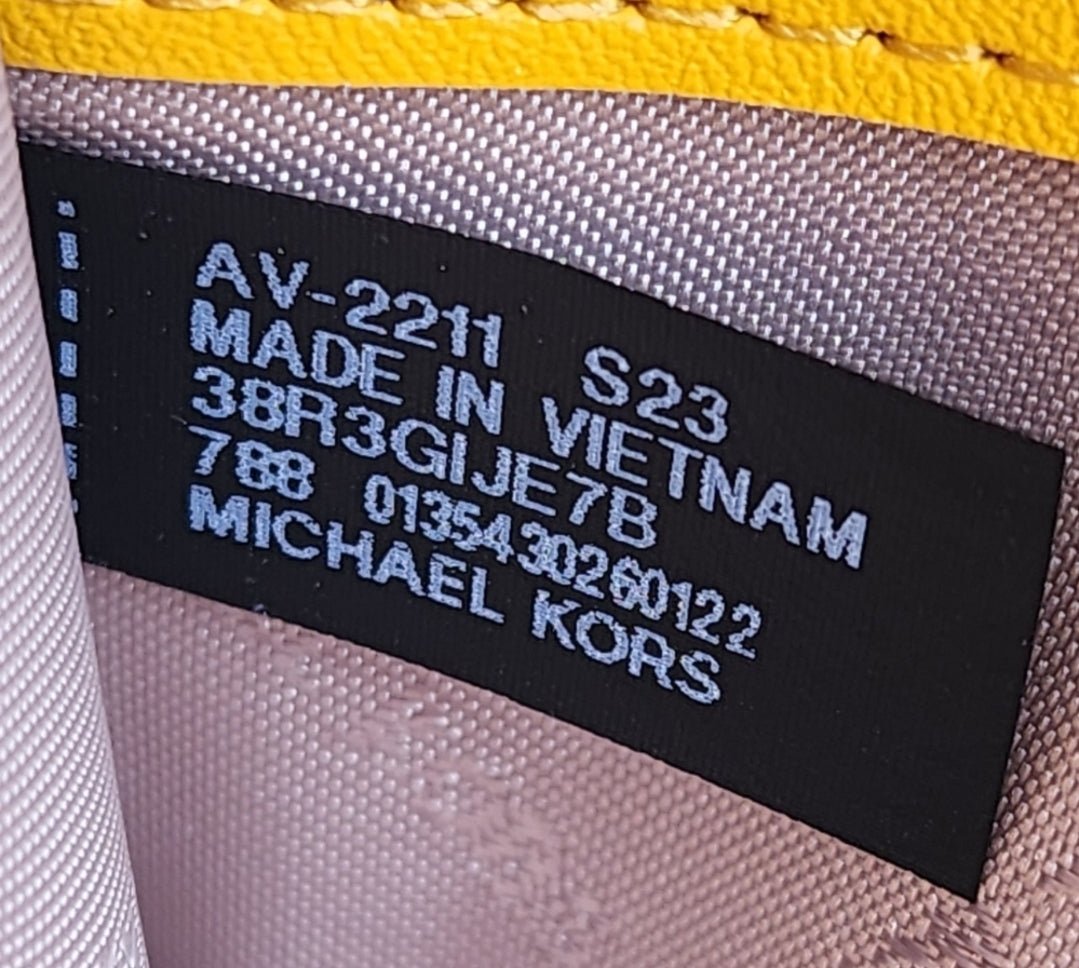 AV-2211 S23
MADE IN VIETNAM
38R3GIJE7B
788 0135430260122
MICHAEL KORS